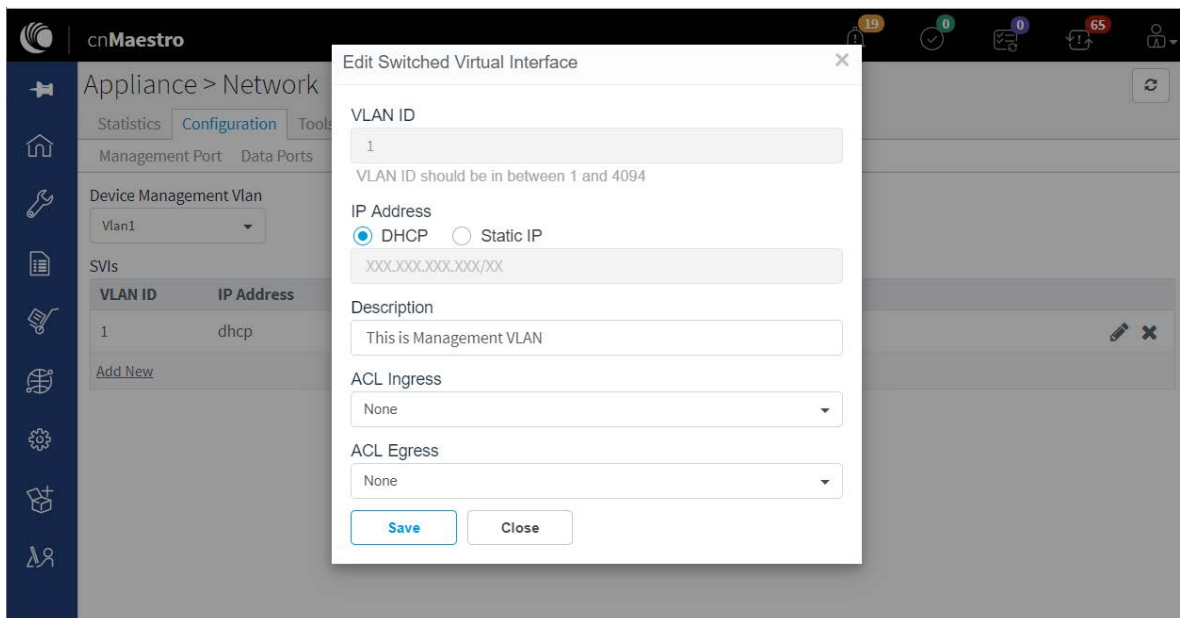 cnMaestro
19
0
0
65
Appliance > Network
Statistics Configuration Tools
Management Port Data Ports
Device Management Vlan
Vlan1
SVIs
VLAN ID IP Address
1 dhcp
Add New
Edit Switched Virtual Interface
VLAN ID
1
VLAN ID should be in between 1 and 4094
IP Address
DHCP Static IP
XXX.XXX.XXX.XXX/XX
Description
This is Management VLAN
ACL Ingress
None
ACL Egress
None
Save Close